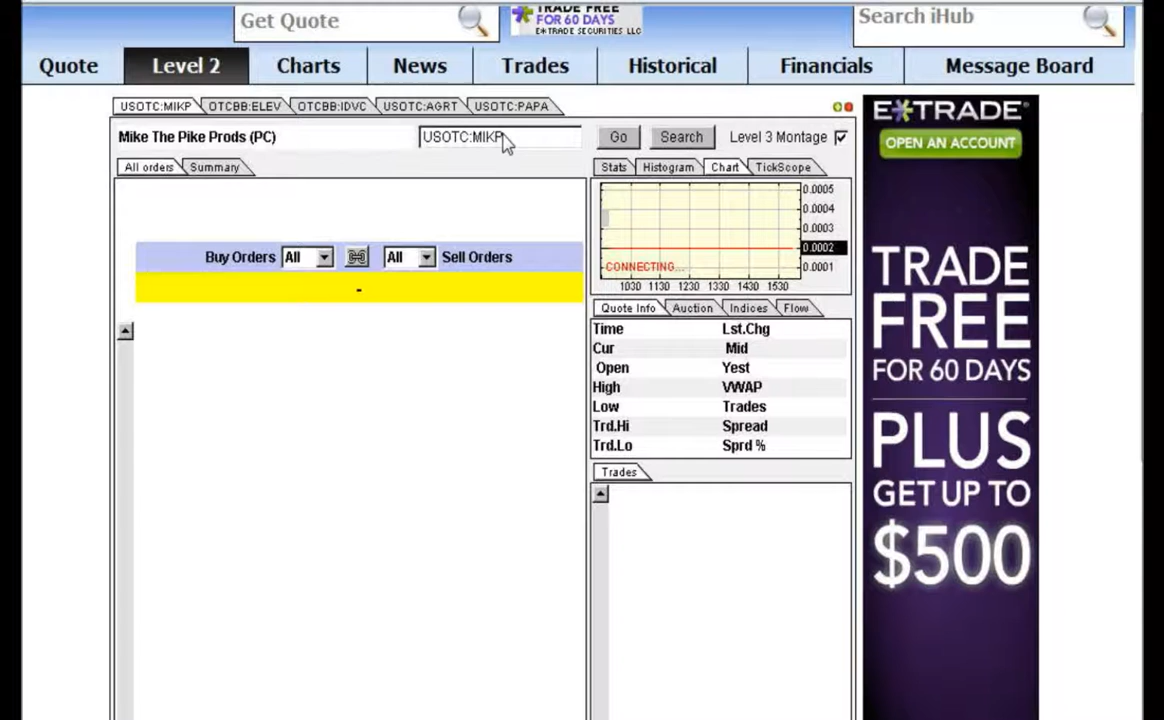 Get Quote
TRADE FREE
FOR 60 DAYS
E*TRADE SECURITIES LLC
Search iHub
Quote
Level 2
Charts
News
Trades
Historical
Financials
Message Board
USOTC:MIKP
OTCBB:ELEV
OTCBB:IDVC
USOTC:AGRT
USOTC:PAPA
Mike The Pike Prods (PC)
USOTC:MIKP
Go
Search
Level 3 Montage
All orders
Summary
Stats
Histogram
Chart
TickScope
Buy Orders
All
All
Sell Orders
-
0.0005
0.0004
0.0003
0.0002
0.0001
CONNECTING...
1030 1130 1230 1330 1430 1530
Quote Info
Auction
Indices
Flow
Time Lst.Chg
Cur Mid
Open Yest
High VWAP
Low Trades
Trd.Hi Spread
Trd.Lo Sprd %
Trades
E*TRADE®
OPEN AN ACCOUNT
TRADE
FREE
FOR 60 DAYS
PLUS
GET UP TO
$500